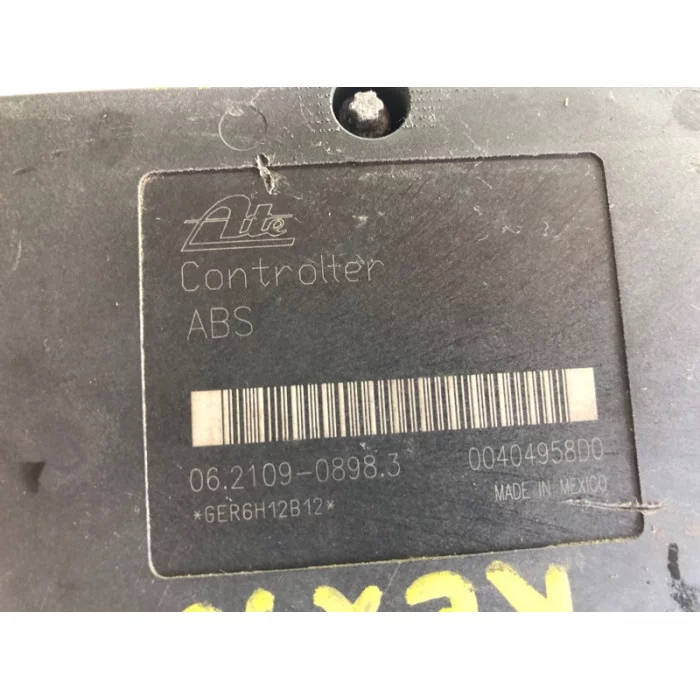 Ate
Controller
ABS
06.2109-0898.3 00404958D0
*GER6H12B12*
MADE IN MEXICO